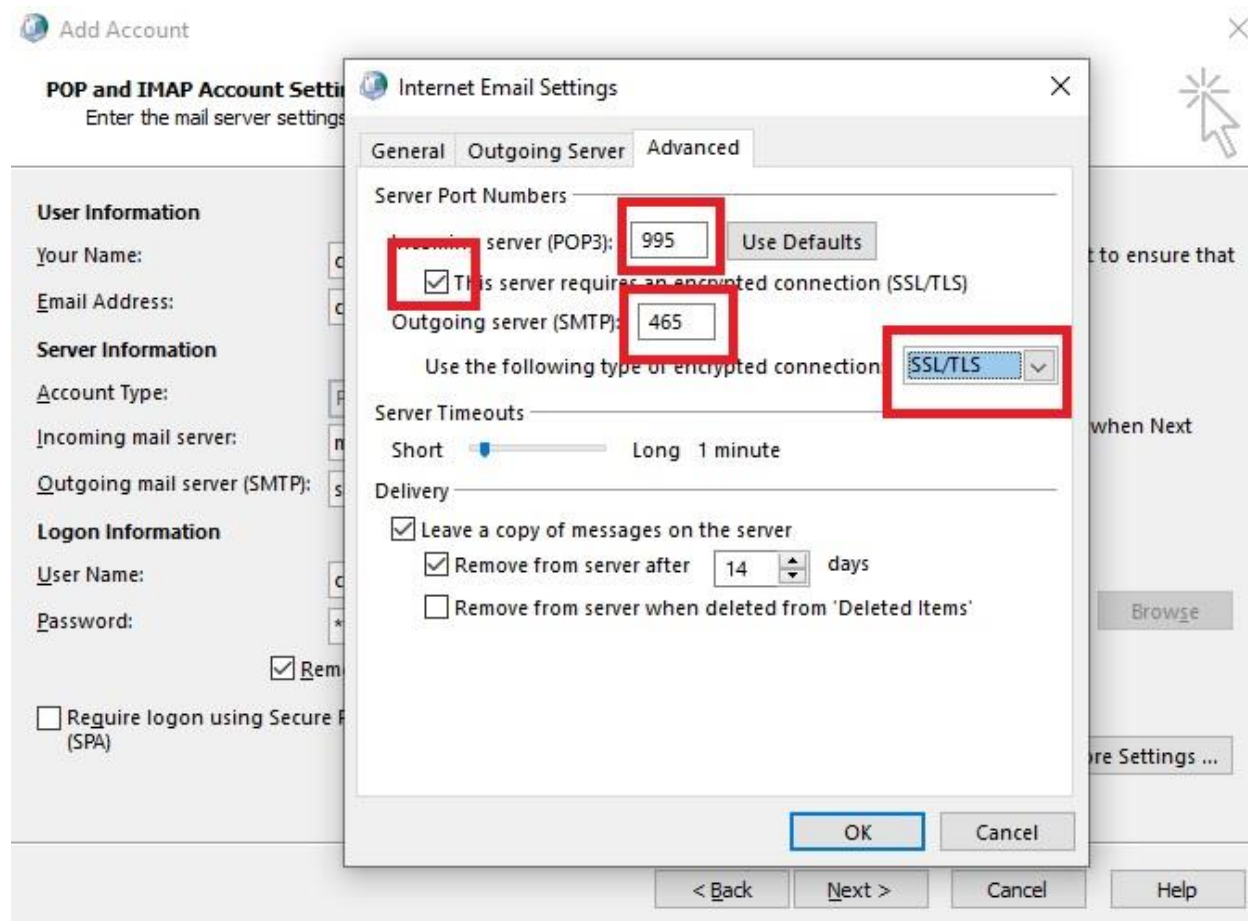 Add Account
POP and IMAP Account
Enter the mail server settings
User Information
Your Name:
Email Address:
Server Information
Account Type:
Incoming mail server:
Outgoing mail server (SMTP):
Logon Information
User Name:
Password:
Require logon using Secure
(SPA)
Internet Email Settings
General Outgoing Server Advanced
Server Port Numbers
server (POP3): 995 Use Defaults
This server requires an encrypted connection (SSL/TLS)
Outgoing server (SMTP): 465
Use the following type of encrypted connection: SSL/TLS
Server Timeouts
Short Long 1 minute
Delivery
Leave a copy of messages on the server
Remove from server after 14 days
Remove from server when deleted from 'Deleted Items'
OK Cancel
to ensure that
when Next
Browse
Settings ...
< Back Next > Cancel Help